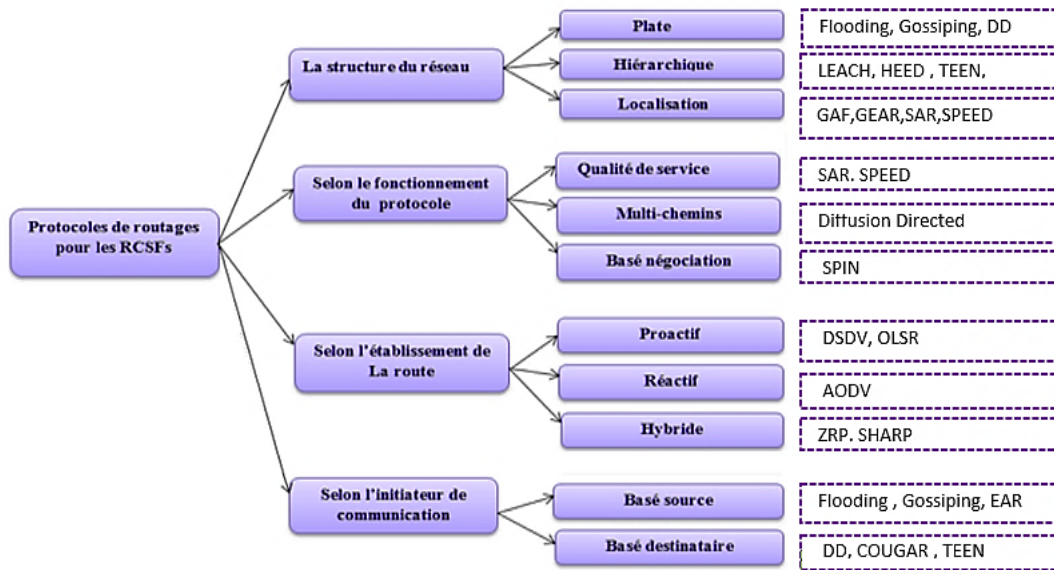 Protocoles de routages
pour les RCSFs
La structure du réseau
Plate
Flooding, Gossiping, DD
Hiérarchique
LEACH, HEED , TEEN,
Localisation
GAF,GEAR,SAR,SPEED
Selon le fonctionnement
du protocole
Qualité de service
SAR. SPEED
Multi-chemins
Diffusion Directed
Basé négociation
SPIN
Selon l'établissement de
La route
Proactif
DSDV, OLSR
Réactif
AODV
Hybride
ZRP. SHARP
Selon l'initiateur de
communication
Basé source
Flooding , Gossiping, EAR
Basé destinataire
DD, COUGAR , TEEN